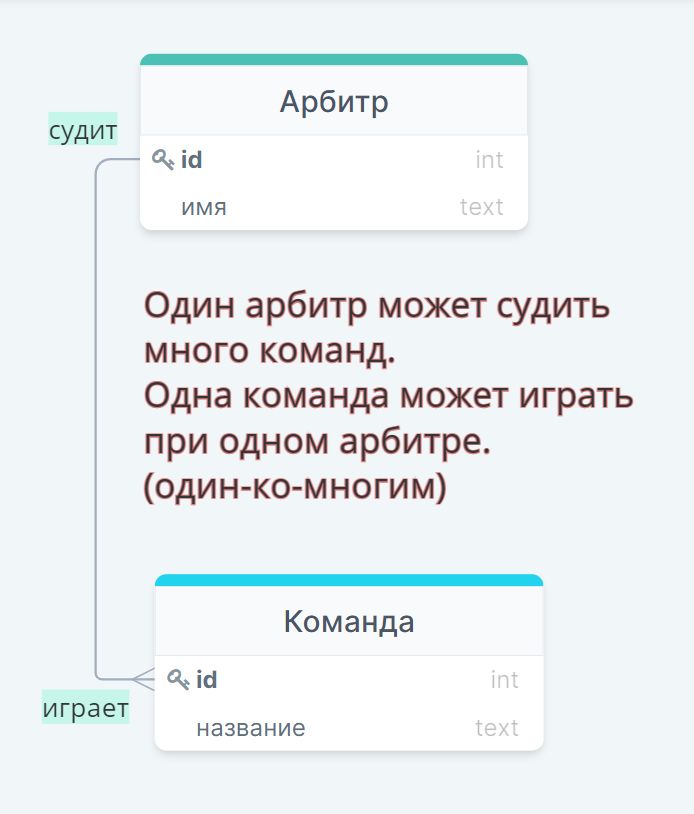 Арбитр
судит
id int
имя text
Один арбитр может судить
много команд.
Одна команда может играть
при одном арбитре.
(один-ко-многим)
Команда
id int
играет
название text